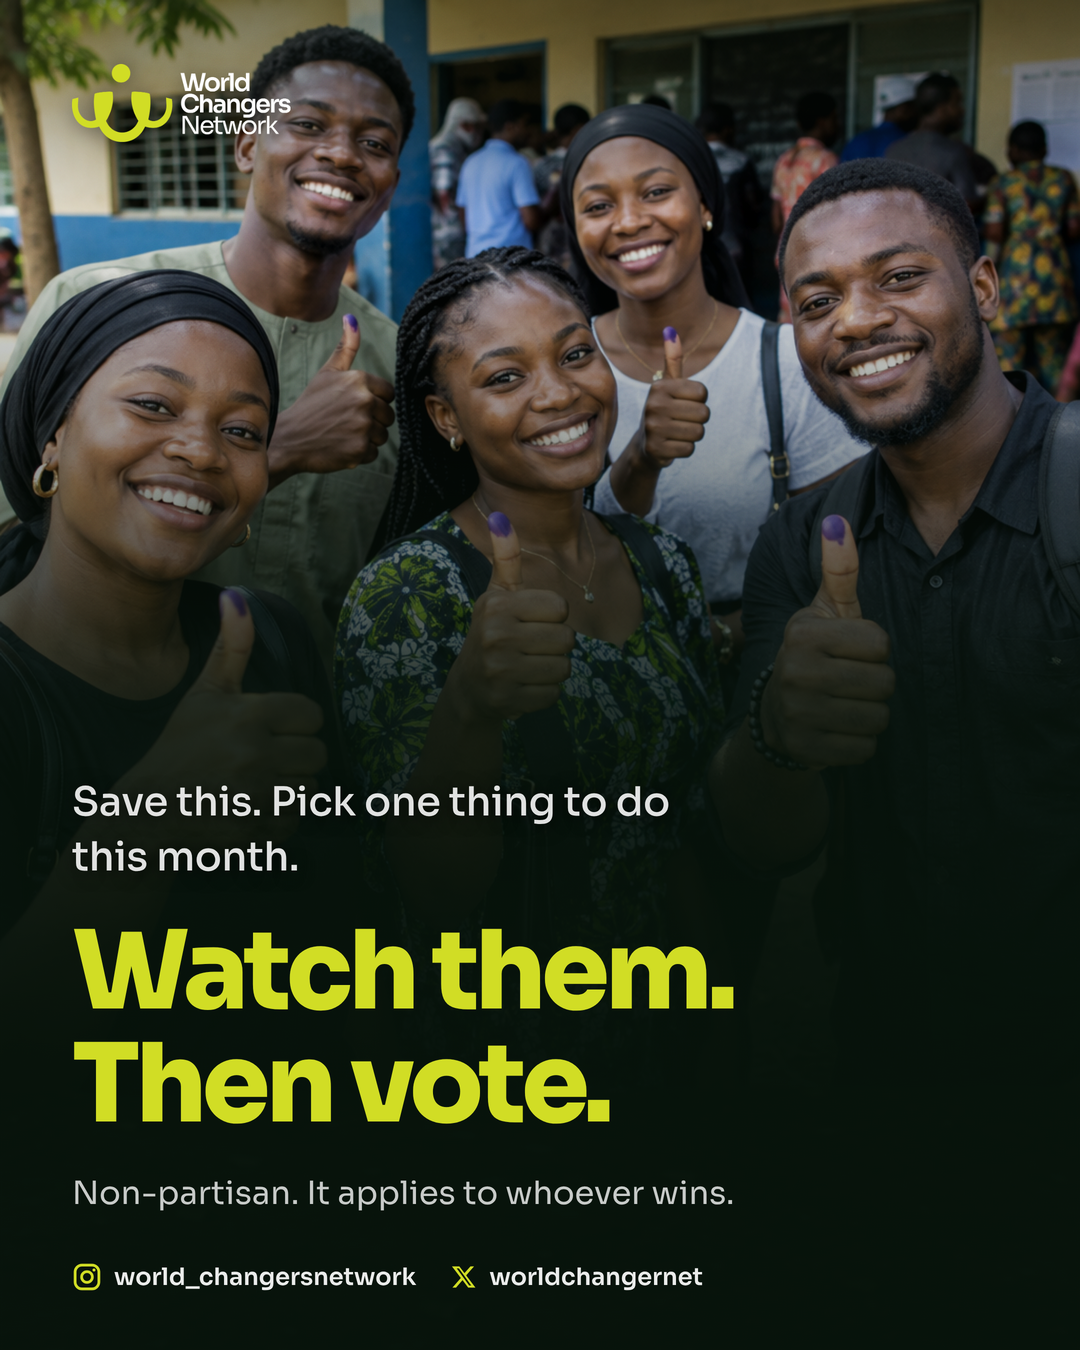 World
Changers
Network
Save this. Pick one thing to do
this month.
Watch them.
Then vote.
Non-partisan. It applies to whoever wins.
world_changersnetwork worldchangernet